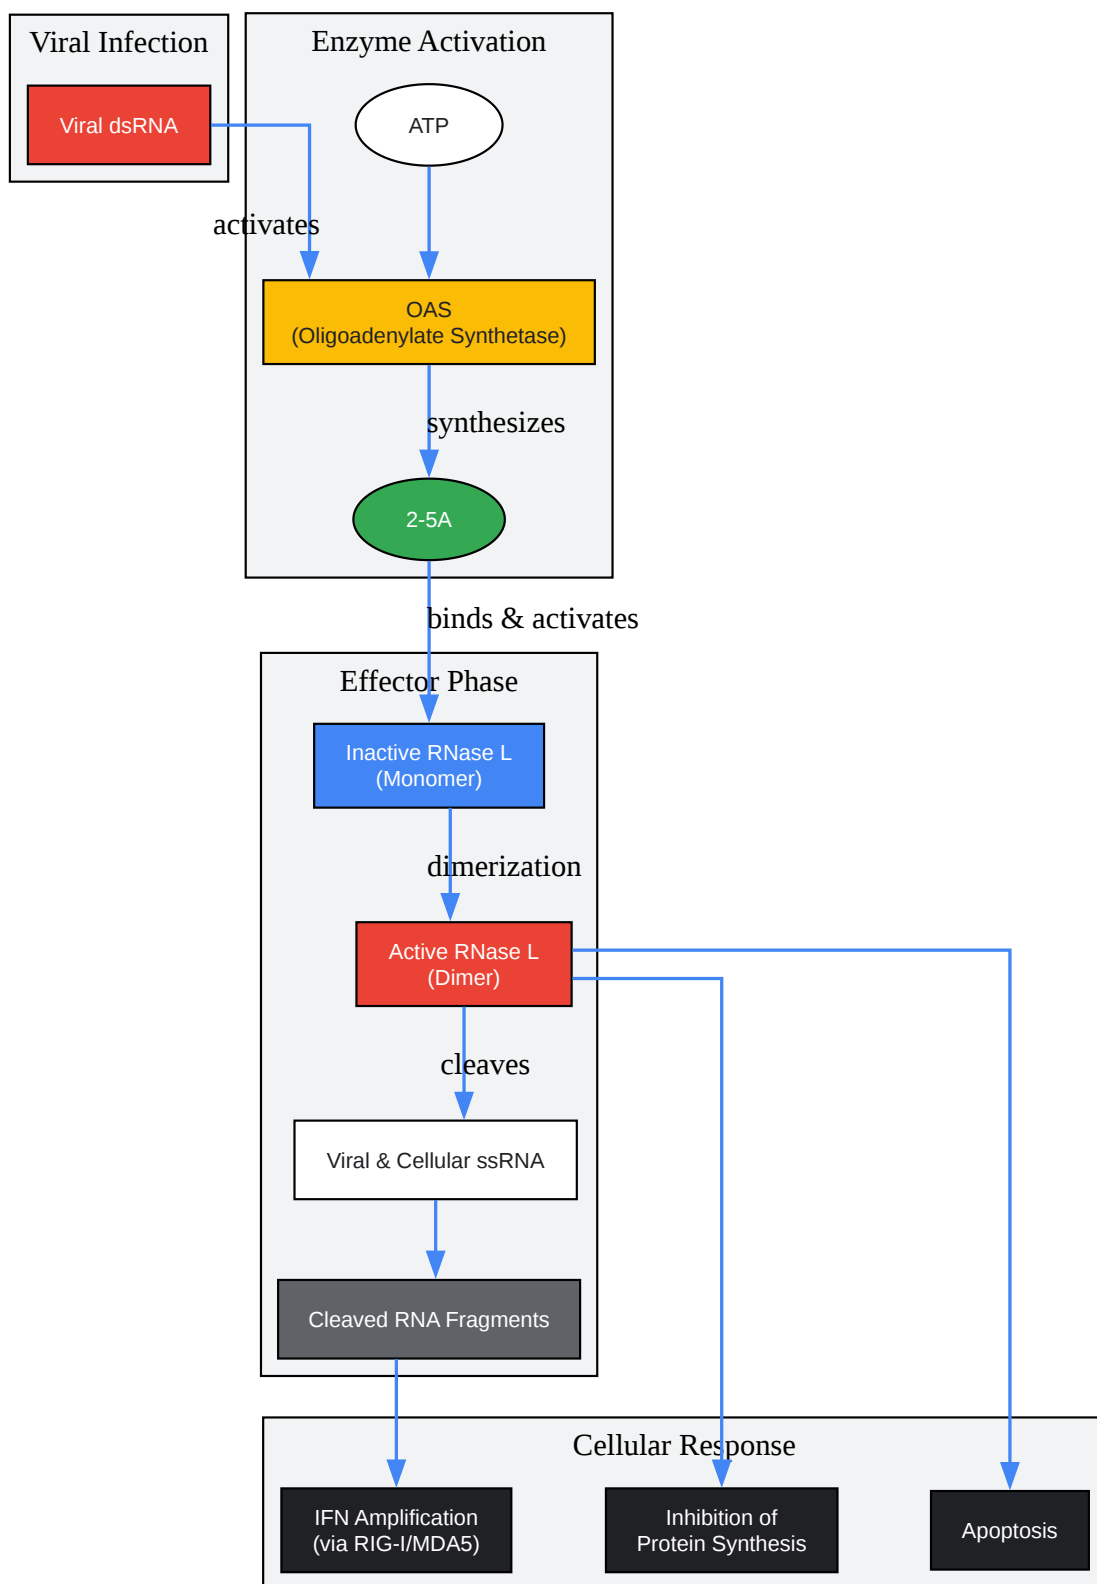 Viral Infection
Viral dsRNA
Enzyme Activation
ATP
activates
OAS
(Oligoadenylate Synthetase)
synthesizes
2-5A
binds & activates
Effector Phase
Inactive RNase L
(Monomer)
dimerization
Active RNase L
(Dimer)
cleaves
Viral & Cellular ssRNA
Cleaved RNA Fragments
Cellular Response
IFN Amplification
(via RIG-I/MDA5)
Inhibition of
Protein Synthesis
Apoptosis